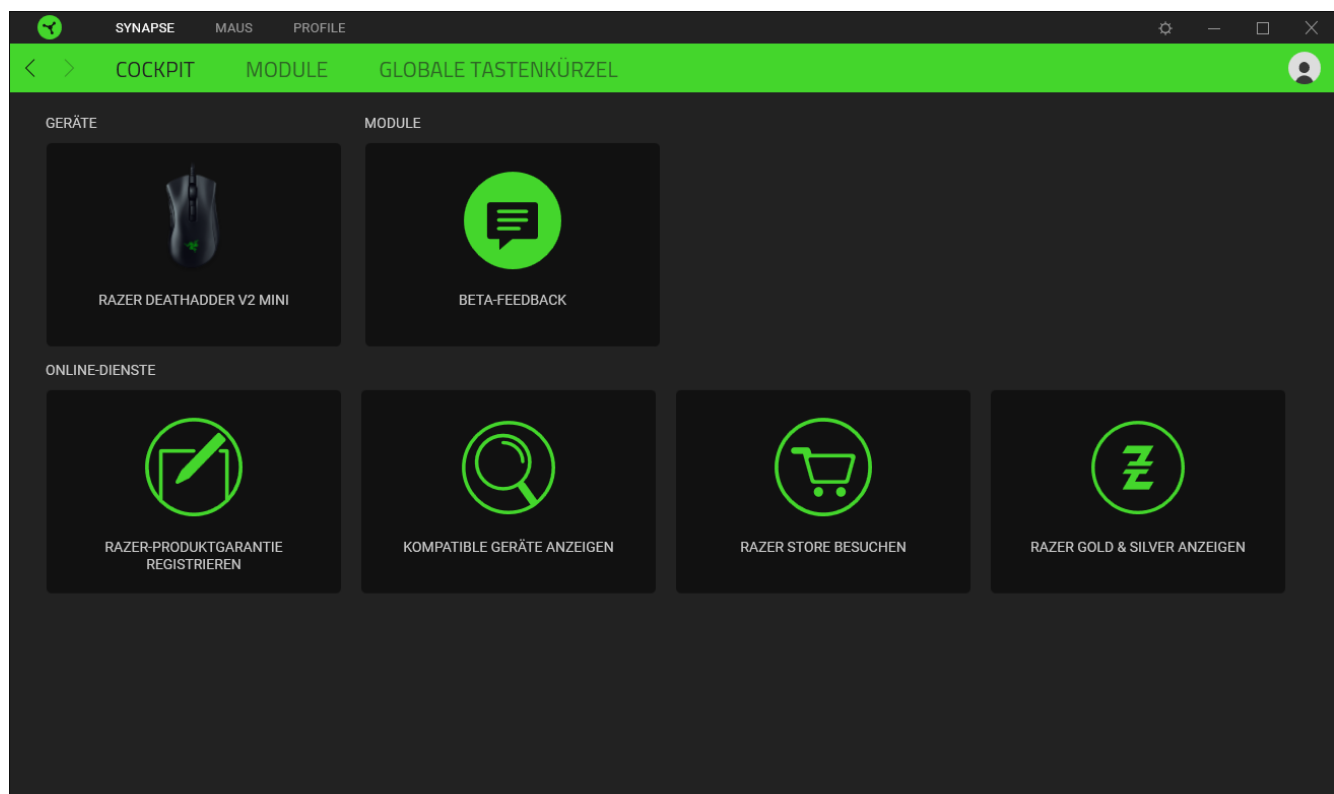 SYNAPSE MAUS PROFILE
COCKPIT MODULE GLOBALE TASTENKÜRZEL
GERÄTE
MODULE
RAZER DEATHADDER V2 MINI
BETA-FEEDBACK
ONLINE-DIENSTE
RAZER-PRODUKTGARANTIE
REGISTRIEREN
KOMPATIBLE GERÄTE ANZEIGEN
RAZER STORE BESUCHEN
RAZER GOLD & SILVER ANZEIGEN